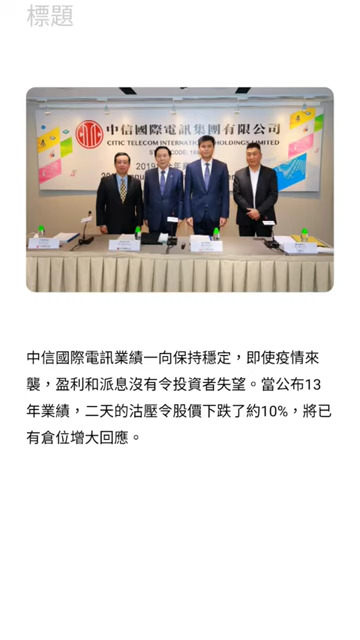 標題
中信國際電訊集團有限公司
CITIC TELECOM INTERNATIONAL HOLDINGS LIMITED
中信國際電訊業績一向保持穩定，即使疫情來
襲，盈利和派息沒有令投資者失望。當公布13
年業績，二天的沽壓令股價下跌了約10%，將已
有倉位增大回應。